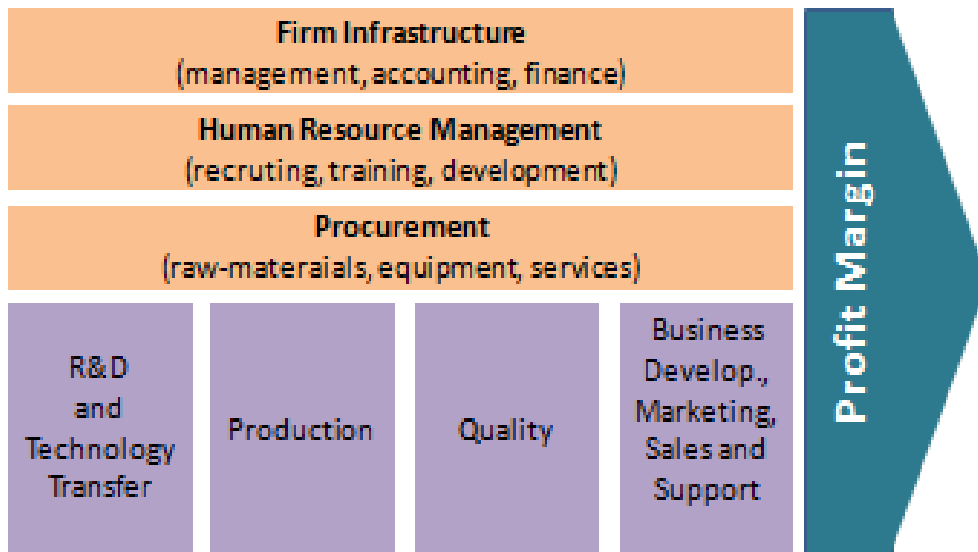 Firm Infrastructure
(management, accounting, finance)
Human Resource Management
(recruting, training, development)
Procurement
(raw-materaials, equipment, services)
R&D
and
Technology
Transfer
Production
Quality
Business
Develop.,
Marketing,
Sales and
Support
Profit Margin